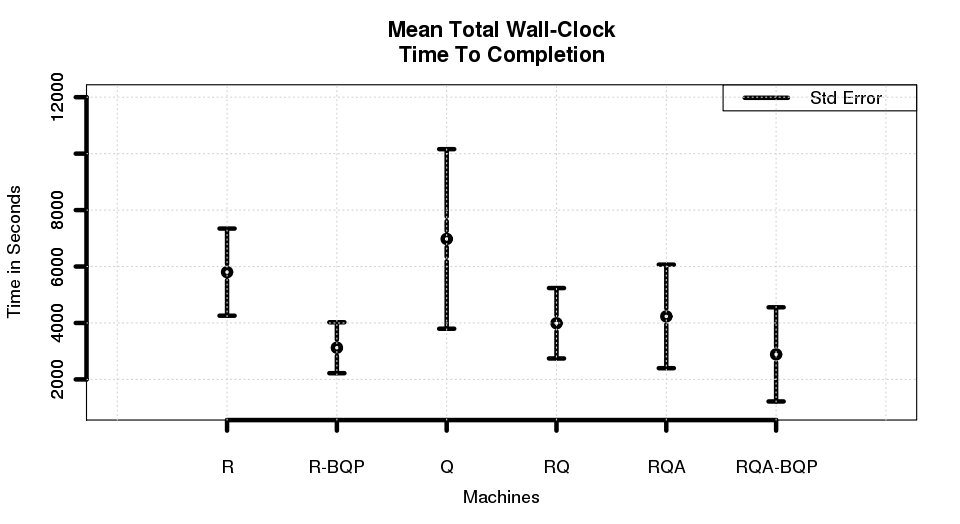 Mean Total Wall-Clock
Time To Completion
Std Error
Time in Seconds
12000
8000
6000
4000
2000
R R-BQP Q RQ RQA RQA-BQP
Machines